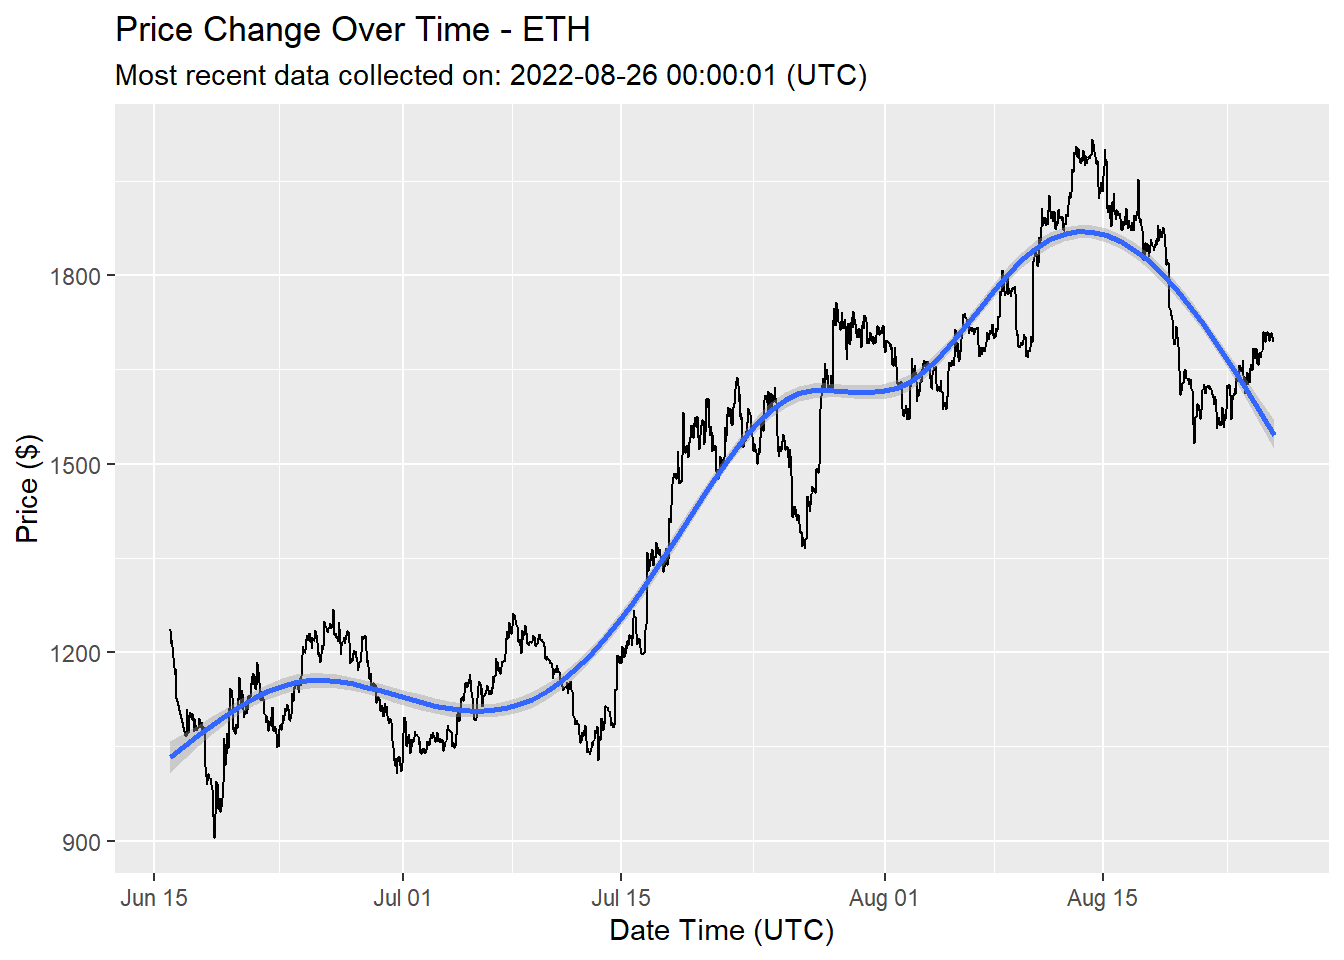 Price Change Over Time - ETH
Most recent data collected on: 2022-08-26 00:00:01 (UTC)
Price ($)
1800
1500
1200
900
Jun 15
Jul 01
Jul 15
Aug 01
Aug 15
Date Time (UTC)